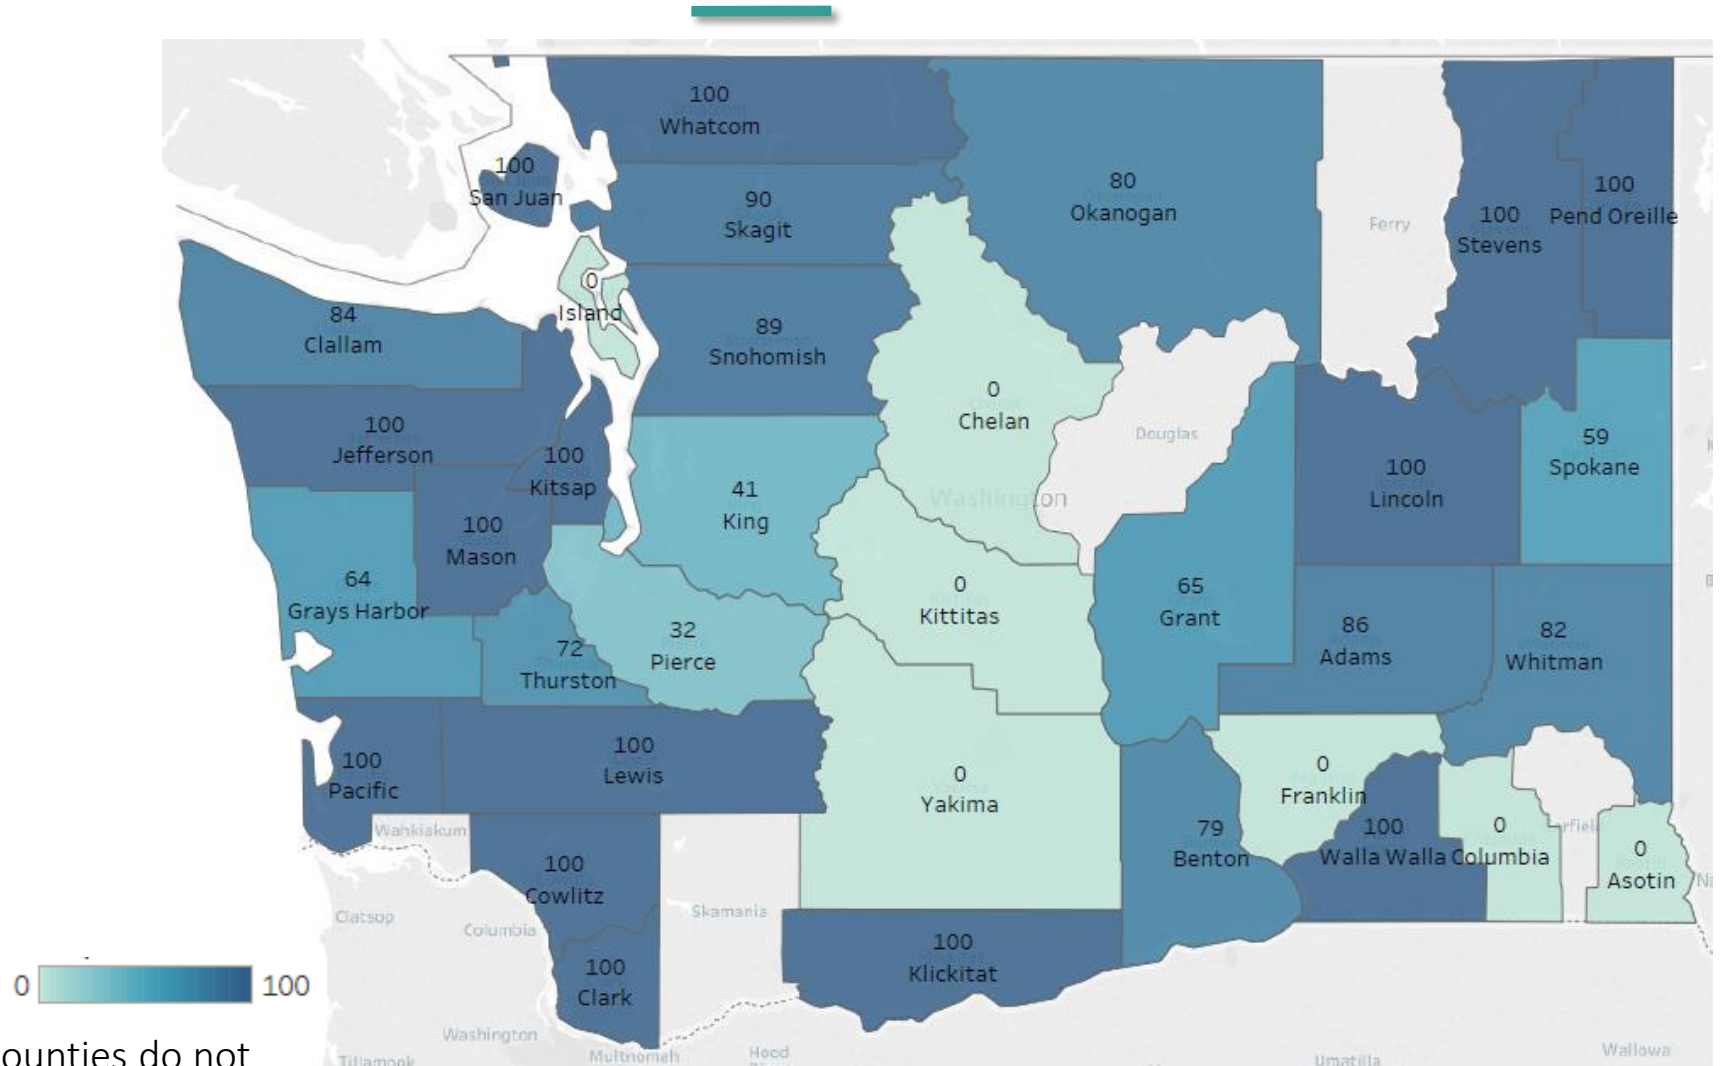 100
Whatcom
100
San Juan
90
Skagit
80
Okanogan
Ferry
100
Stevens
100
Pend Oreille
0
Island
84
Clallam
89
Snohomish
0
Chelan
Douglas
Washington
100
Jefferson
100
Kitsap
41
King
100
Lincoln
59
Spokane
100
Mason
64
Grays Harbor
72
Thurston
32
Pierce
0
Kittitas
65
Grant
86
Adams
82
Whitman
100
Pacific
100
Lewis
0
Yakima
79
Benton
0
Franklin
100
Walla Walla
0
Columbia
0
Asotin
Wahkiakum
100
Cowlitz
Skamania
100
Klickitat
Clatsop
Columbia
100
Clark
0
100
ounties do not
Washington
Tillamook
Multnomah
Hood
Umatilla
Wallowa